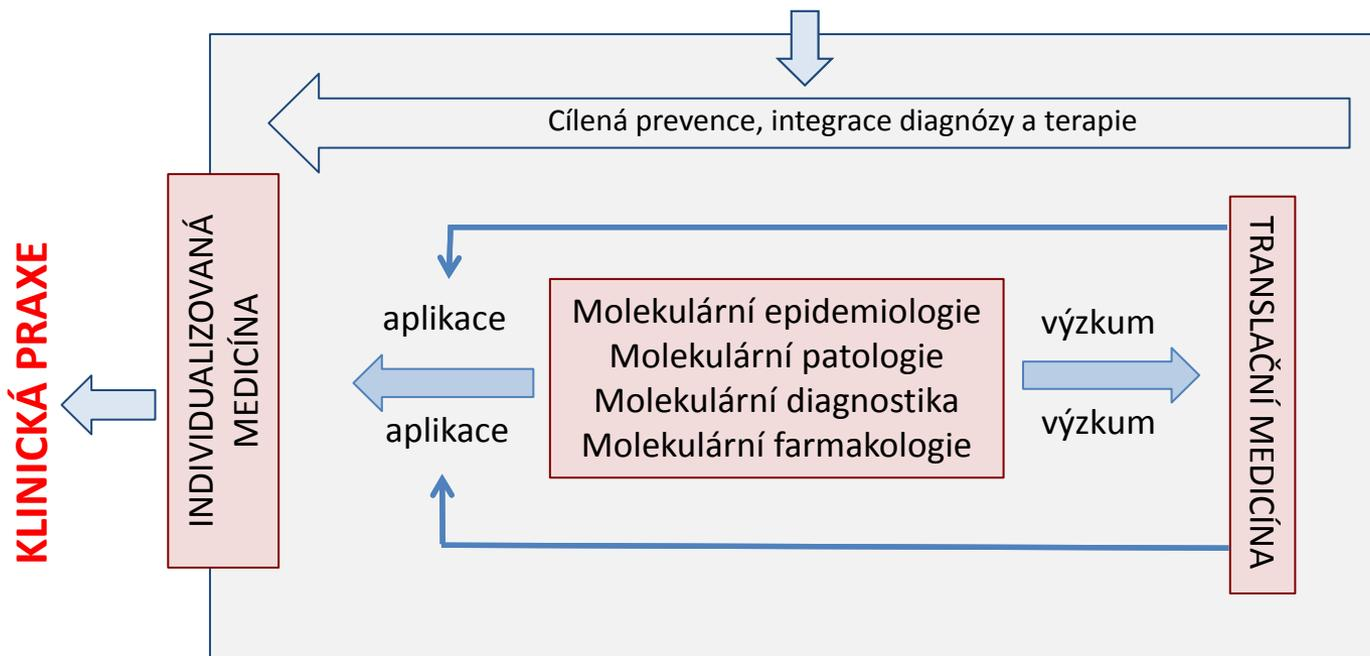 Cílená prevence, integrace diagnózy a terapie
KLINICKÁ PRAXE
INDIVIDUALIZOVANÁ
MEDICÍNA
aplikace
aplikace
Molekulární epidemiologie
Molekulární patologie
Molekulární diagnostika
Molekulární farmakologie
výzkum
výzkum
TRANSLAČNÍ MEDICÍNA